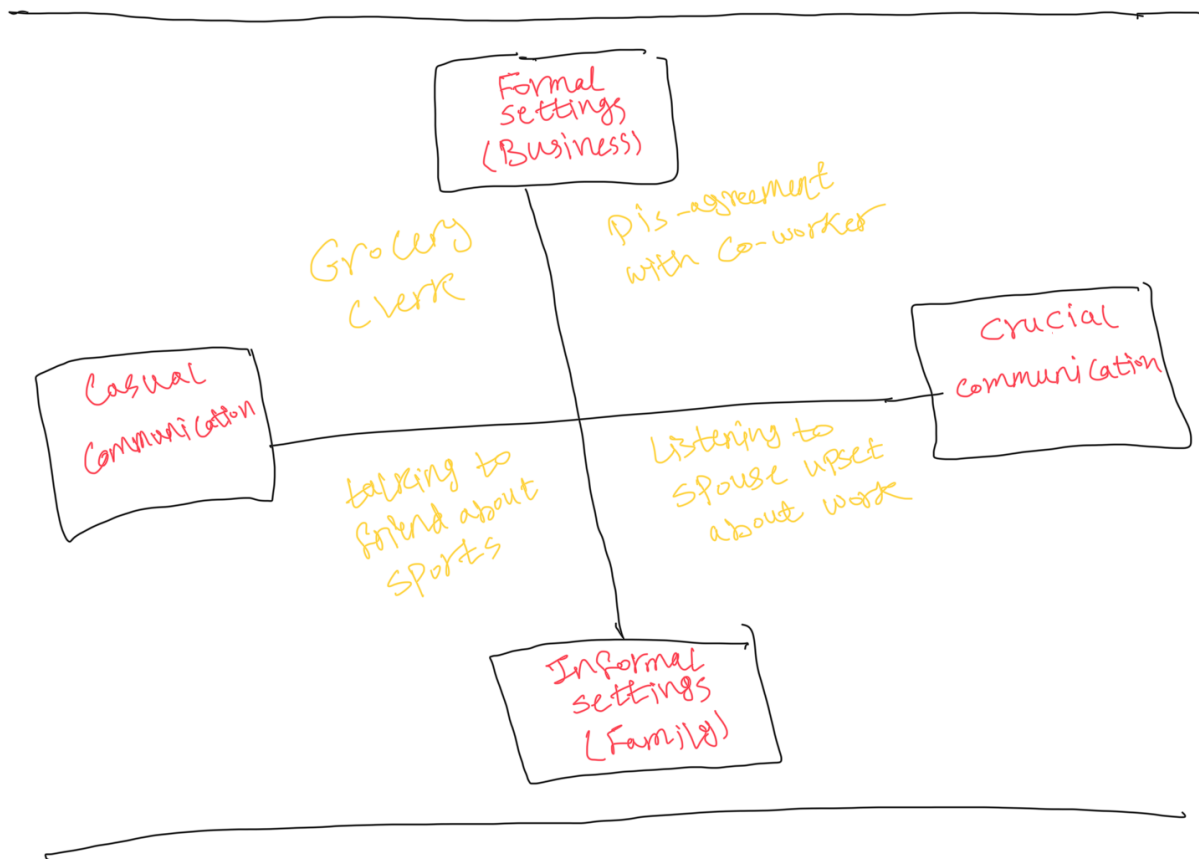 Formal
settings
(Business)
Grocery
clerk
Dis-agreement
with co-worker
Casual
communication
Crucial
communication
talking to
friend about
sports
Listening to
spouse upset
about work
Informal
settings
(Family)